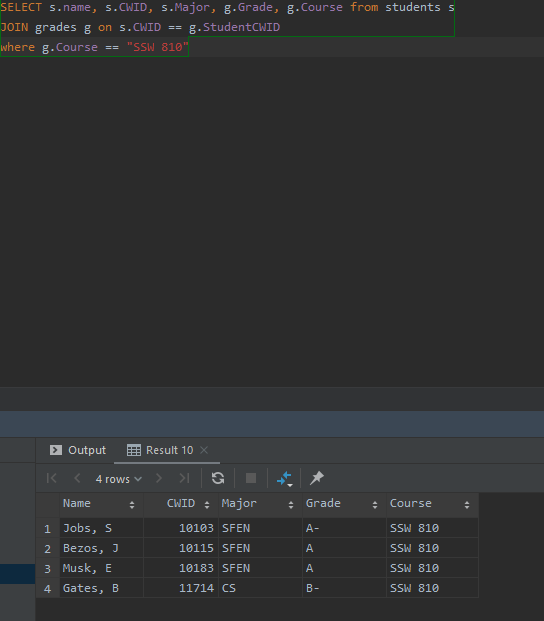 SELECT s.name, s.CWID, s.Major, g.Grade, g.Course from students s
JOIN grades g on s.CWID == g.StudentCWID
where g.Course == "SSW 810"
Output Result 10
4 rows
Name CWID Major Grade Course
1 Jobs, S 10103 SFEN A- SSW 810
2 Bezos, J 10115 SFEN A SSW 810
3 Musk, E 10183 SFEN A SSW 810
4 Gates, B 11714 CS B- SSW 810